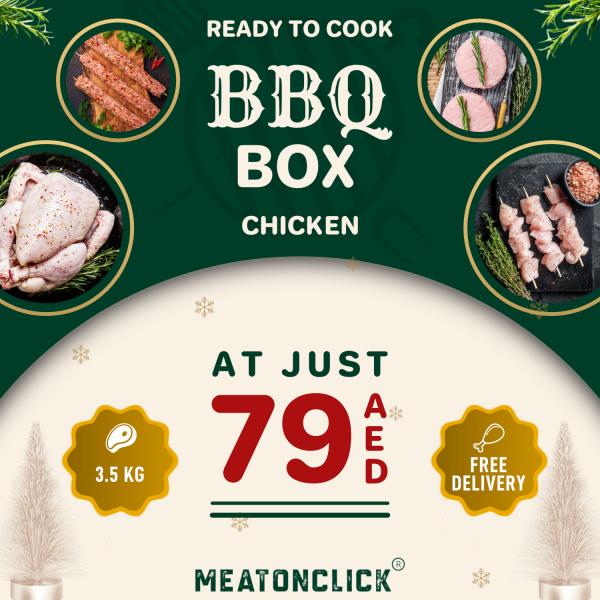 READY TO COOK
BBQ
BOX
CHICKEN
AT JUST
79 AED
3.5 KG
FREE
DELIVERY
MEATONCLICK®